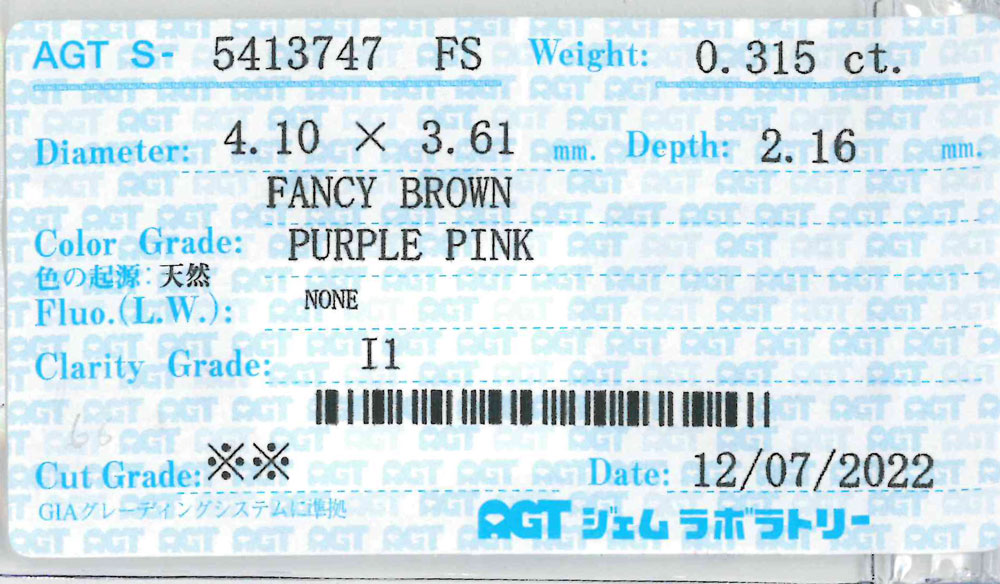 AGT S- 5413747 FS Weight: 0.315 ct.
Diameter: 4.10 × 3.61 mm. Depth: 2.16 mm.
FANCY BROWN
Color Grade: PURPLE PINK
色の起源: 天然
Fluo.(L.W.): NONE
Clarity Grade: I1
66
Cut Grade: ※※ Date: 12/07/2022
GIAグレーディングシステムに準拠
AGT ジェムラボラトリー